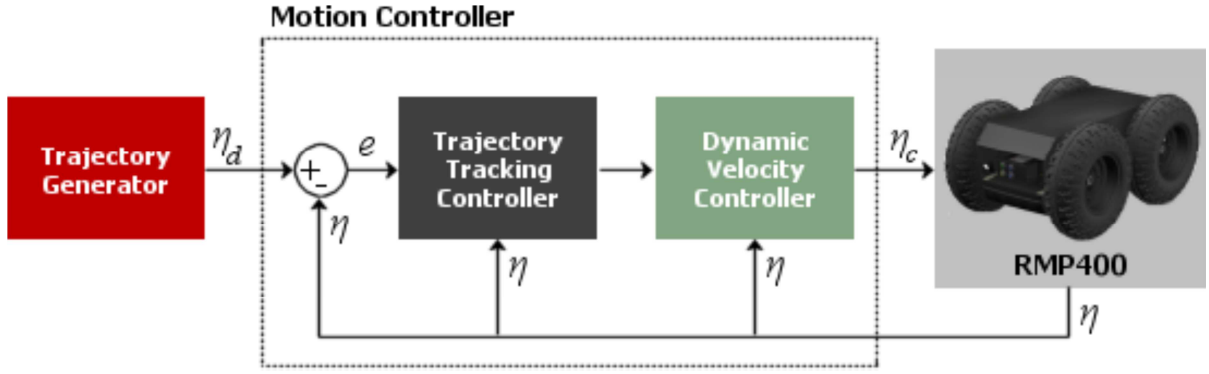 Motion Controller
Trajectory
Generator
η_d
+
-
e
η
Trajectory
Tracking
Controller
η
Dynamic
Velocity
Controller
η
η_c
RMP400
η